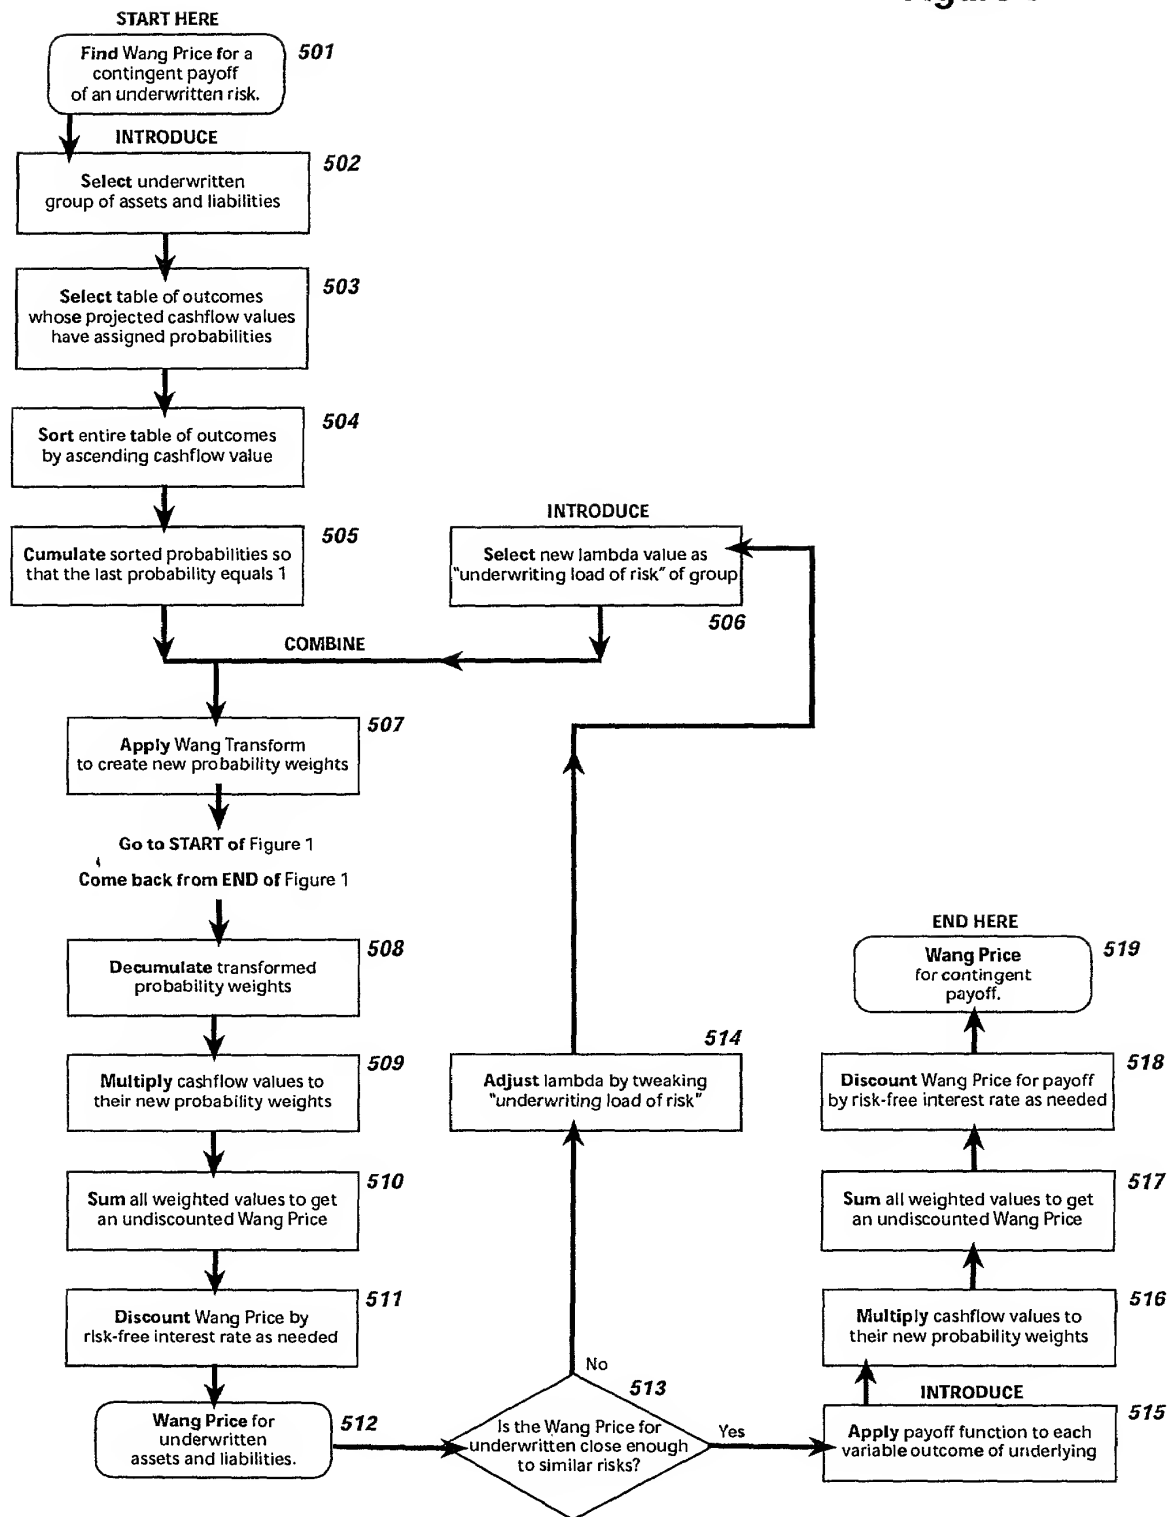 START HERE
Find Wang Price for a
contingent payoff
of an underwritten risk.
501
INTRODUCE
502
Select underwritten
group of assets and liabilities
503
Select table of outcomes
whose projected cashflow values
have assigned probabilities
504
Sort entire table of outcomes
by ascending cashflow value
505
Cumulate sorted probabilities so
that the last probability equals 1
INTRODUCE
Select new lambda value as
"underwriting load of risk" of group
506
COMBINE
507
Apply Wang Transform
to create new probability weights
Go to START of Figure 1
Come back from END of Figure 1
508
Decumulate transformed
probability weights
509
Multiply cashflow values to
their new probability weights
510
Sum all weighted values to get
an undiscounted Wang Price
511
Discount Wang Price by
risk-free interest rate as needed
Wang Price for
underwritten
assets and liabilities.
512
No
513
Is the Wang Price for
underwritten close enough
to similar risks?
Yes
514
Adjust lambda by tweaking
"underwriting load of risk"
END HERE
Wang Price
for contingent
payoff.
519
518
Discount Wang Price for payoff
by risk-free interest rate as needed
517
Sum all weighted values to get
an undiscounted Wang Price
516
Multiply cashflow values to
their new probability weights
INTRODUCE
515
Apply payoff function to each
variable outcome of underlying